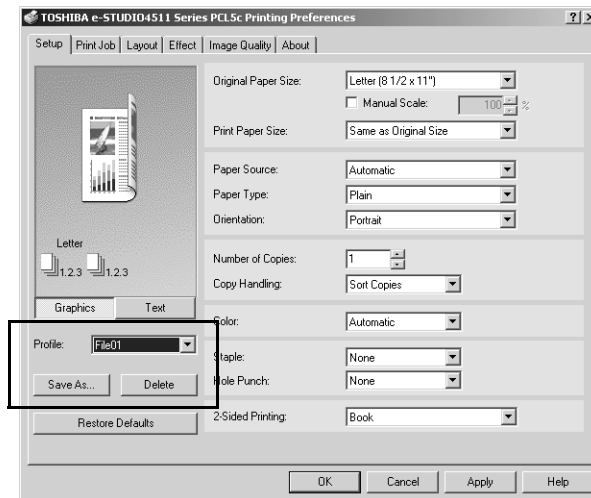 TOSHIBA e-STUDIO4511 Series PCL5c Printing Preferences
Setup Print Job Layout Effect Image Quality About
Original Paper Size: Letter (8 1/2 x 11")
Manual Scale: 100 %
Print Paper Size: Same as Original Size
Paper Source: Automatic
Paper Type: Plain
Orientation: Portrait
Letter
1.2.3 1.2.3
Number of Copies: 1
Copy Handling: Sort Copies
Graphics Text
Color: Automatic
Profile: File01
Staple: None
Save As... Delete
Hole Punch: None
Restore Defaults
2-Sided Printing: Book
OK Cancel Apply Help